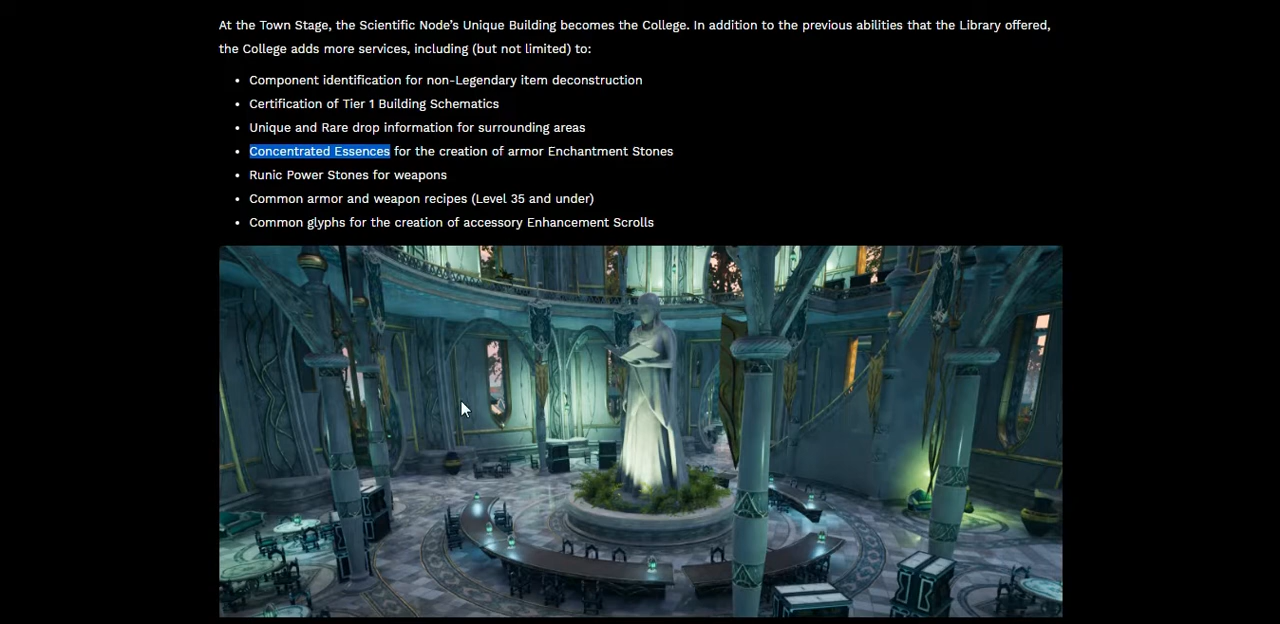 At the Town Stage, the Scientific Node’s Unique Building becomes the College. In addition to the previous abilities that the Library offered,
the College adds more services, including (but not limited) to:
• Component identification for non-Legendary item deconstruction
• Certification of Tier 1 Building Schematics
• Unique and Rare drop information for surrounding areas
• Concentrated Essences for the creation of armor Enchantment Stones
• Runic Power Stones for weapons
• Common armor and weapon recipes (Level 35 and under)
• Common glyphs for the creation of accessory Enhancement Scrolls